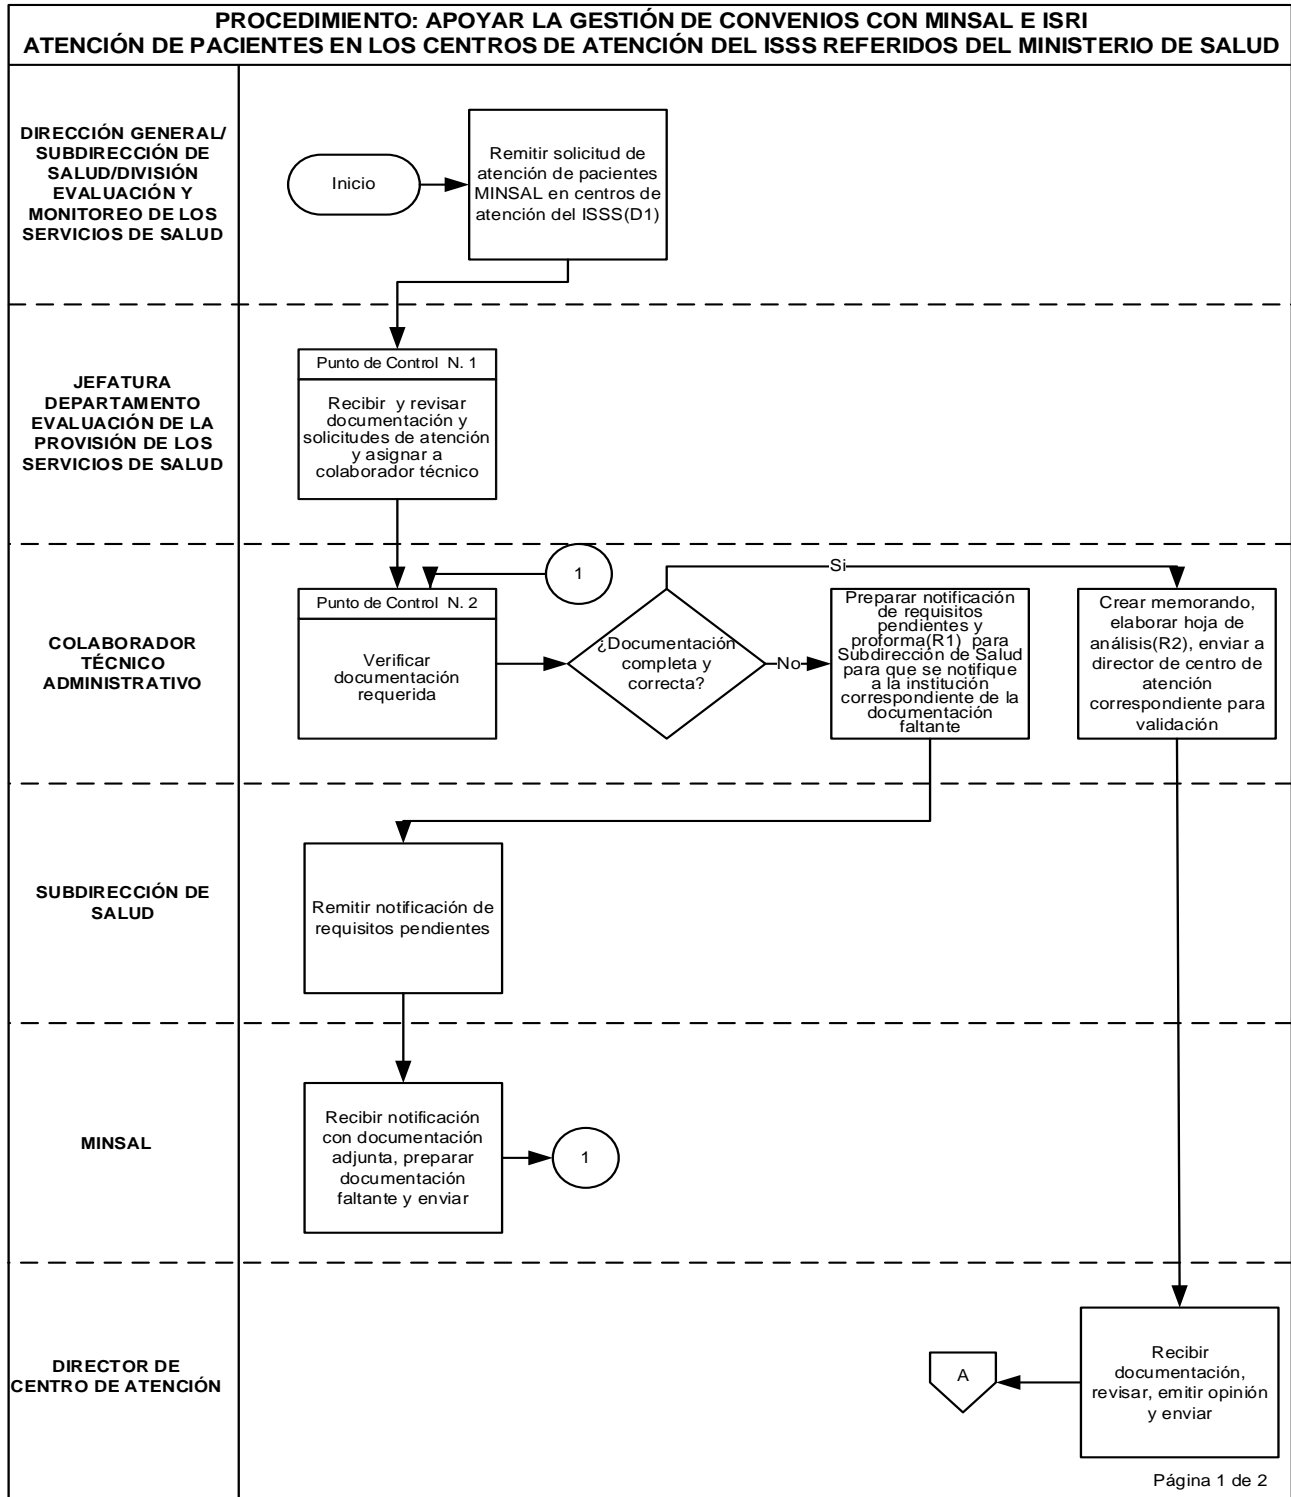 PROCEDIMIENTO: APOYAR LA GESTIÓN DE CONVENIOS CON MINSAL E ISRI
ATENCIÓN DE PACIENTES EN LOS CENTROS DE ATENCIÓN DEL ISSS REFERIDOS DEL MINISTERIO DE SALUD
DIRECCIÓN GENERAL/
SUBDIRECCIÓN DE
SALUD/DIVISIÓN
EVALUACIÓN Y
MONITOREO DE LOS
SERVICIOS DE SALUD
Inicio
Remitir solicitud de
atención de pacientes
MINSAL en centros de
atención del ISSS(D1)
JEFATURA
DEPARTAMENTO
EVALUACIÓN DE LA
PROVISIÓN DE LOS
SERVICIOS DE SALUD
Punto de Control N. 1
Recibir y revisar
documentación y
solicitudes de atención
y asignar a
colaborador técnico
COLABORADOR
TÉCNICO
ADMINISTRATIVO
1
Punto de Control N. 2
Verificar
documentación
requerida
¿Documentación
completa y
correcta?
Si
No
Preparar notificación
de requisitos
pendientes y
proforma(R1) para
Subdirección de Salud
para que se notifique
a la institución
correspondiente de la
documentación
faltante
Crear memorando,
elaborar hoja de
análisis(R2), enviar a
director de centro de
atención
correspondiente para
validación
SUBDIRECCIÓN DE
SALUD
Remitir notificación de
requisitos pendientes
MINSAL
Recibir notificación
con documentación
adjunta, preparar
documentación
faltante y enviar
1
DIRECTOR DE
CENTRO DE ATENCIÓN
A
Recibir
documentación,
revisar, emitir opinión
y enviar
Página 1 de 2